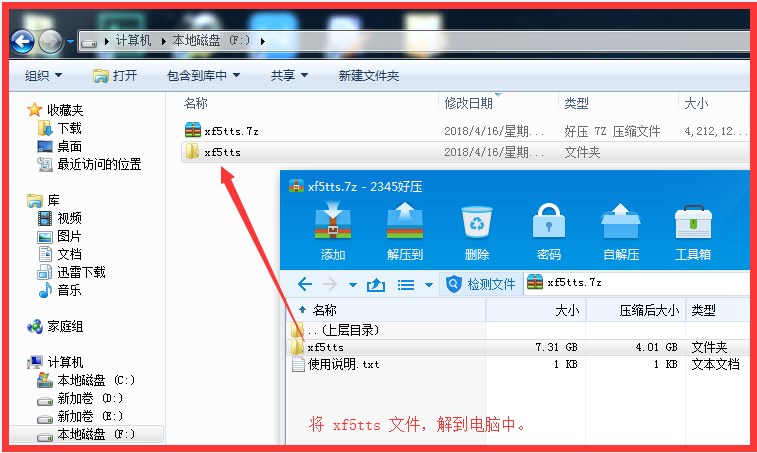 计算机 本地磁盘 (F:)
组织 打开 包含到库中 共享 新建文件夹
收藏夹
下载
桌面
最近访问的位置
库
视频
图片
文档
迅雷下载
音乐
家庭组
计算机
本地磁盘 (C:)
新加卷 (D:)
新加卷 (E:)
本地磁盘 (F:)
名称 修改日期 类型 大小
xf5tts.7z 2018/4/16/星期... 好压 7Z 压缩文件 4,212,12...
xf5tts 2018/4/16/星期... 文件夹
xf5tts.7z - 2345好压
添加 解压到 删除 密码 自解压 工具箱
检测文件 xf5tts.7z
名称 大小 压缩后大小 类型
..(上层目录)
xf5tts 7.31 GB 4.01 GB 文件夹
使用说明.txt 1 KB 1 KB 文本文档
将 xf5tts 文件，解到电脑中。